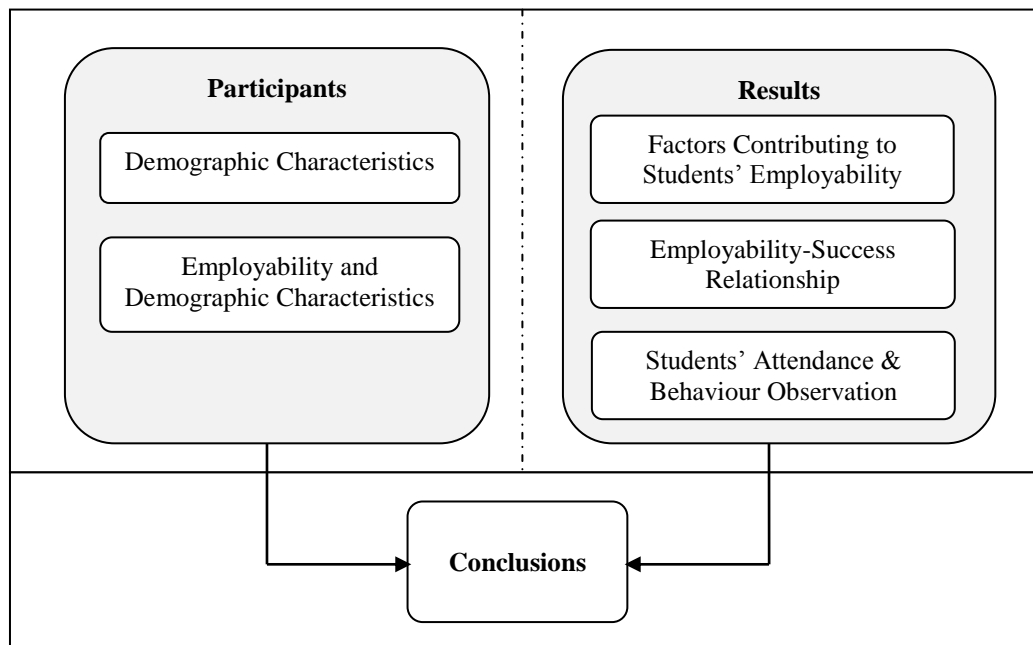 Participants
Demographic Characteristics
Employability and
Demographic Characteristics
Results
Factors Contributing to
Students’ Employability
Employability-Success
Relationship
Students’ Attendance &
Behaviour Observation
Conclusions